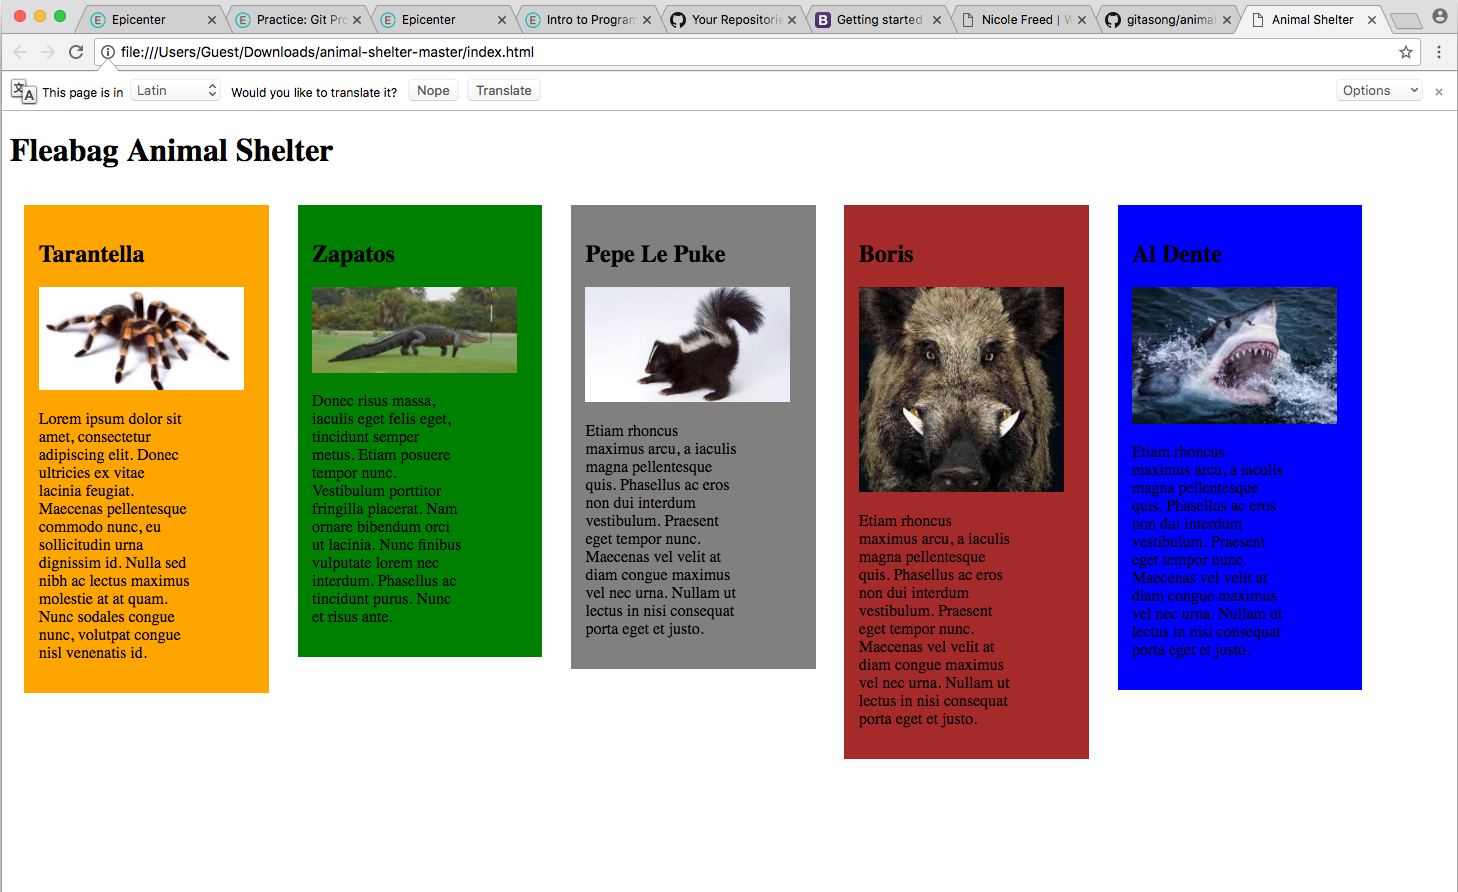 Epicenter
Practice: Git Pro
Epicenter
Intro to Program
Your Repositorie
Getting started
Nicole Freed | W
gitasong/animal
Animal Shelter
file:///Users/Guest/Downloads/animal-shelter-master/index.html
This page is in
Latin
Would you like to translate it?
Nope
Translate
Options
Fleabag Animal Shelter
Tarantella
Lorem ipsum dolor sit
amet, consectetur
adipiscing elit. Donec
ultricies ex vitae
lacinia feugiat.
Maecenas pellentesque
commodo nunc, eu
sollicitudin urna
dignissim id. Nulla sed
nibh ac lectus maximus
molestie at at quam.
Nunc sodales congue
nunc, volutpat congue
nisl venenatis id.
Zapatos
Donec risus massa,
iaculis eget felis eget,
tincidunt semper
metus. Etiam posuere
tempor nunc.
Vestibulum porttitor
fringilla placerat. Nam
ornare bibendum orci
ut lacinia. Nunc finibus
vulputate lorem nec
interdum. Phasellus ac
tincidunt purus. Nunc
et risus ante.
Pepe Le Puke
Etiam rhoncus
maximus arcu, a iaculis
magna pellentesque
quis. Phasellus ac eros
non dui interdum
vestibulum. Praesent
eget tempor nunc.
Maecenas vel velit at
diam congue maximus
vel nec urna. Nullam ut
lectus in nisi consequat
porta eget et justo.
Boris
Etiam rhoncus
maximus arcu, a iaculis
magna pellentesque
quis. Phasellus ac eros
non dui interdum
vestibulum. Praesent
eget tempor nunc.
Maecenas vel velit at
diam congue maximus
vel nec urna. Nullam ut
lectus in nisi consequat
porta eget et justo.
Al Dente
Etiam rhoncus
maximus arcu, a iaculis
magna pellentesque
quis. Phasellus ac eros
non dui interdum
vestibulum. Praesent
eget tempor nunc.
Maecenas vel velit at
diam congue maximus
vel nec urna. Nullam ut
lectus in nisi consequat
porta eget et justo.